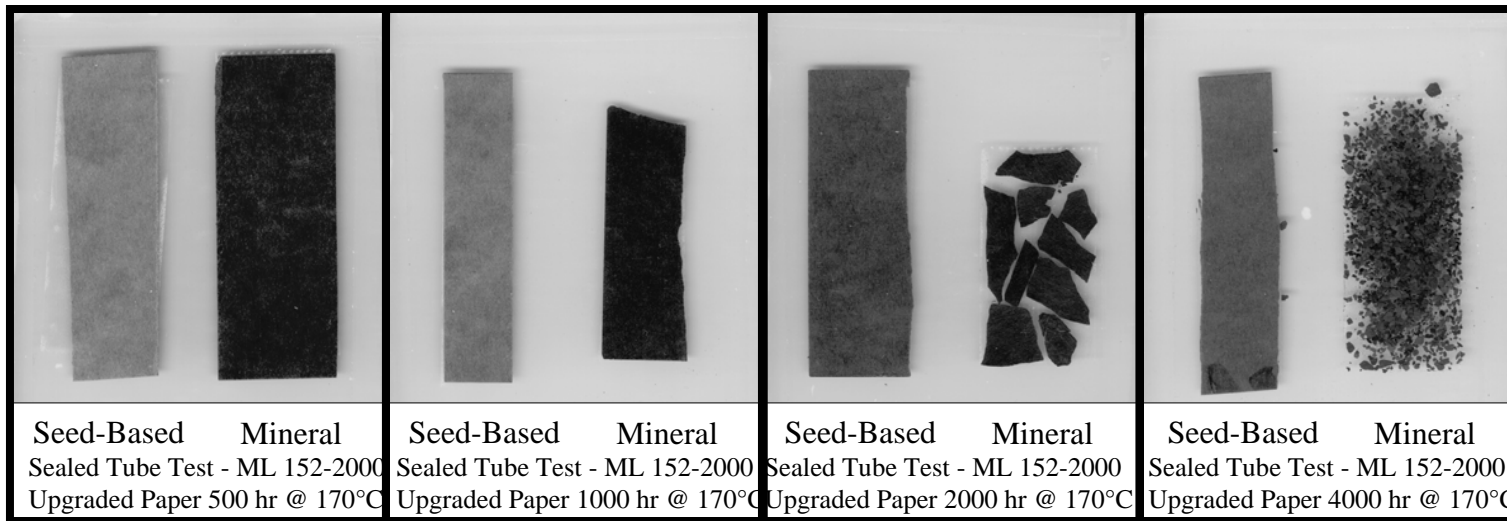 Seed-Based Mineral
Sealed Tube Test - ML 152-2000
Upgraded Paper 500 hr @ 170°C
Seed-Based Mineral
Sealed Tube Test - ML 152-2000
Upgraded Paper 1000 hr @ 170°C
Seed-Based Mineral
Sealed Tube Test - ML 152-2000
Upgraded Paper 2000 hr @ 170°C
Seed-Based Mineral
Sealed Tube Test - ML 152-2000
Upgraded Paper 4000 hr @ 170°C